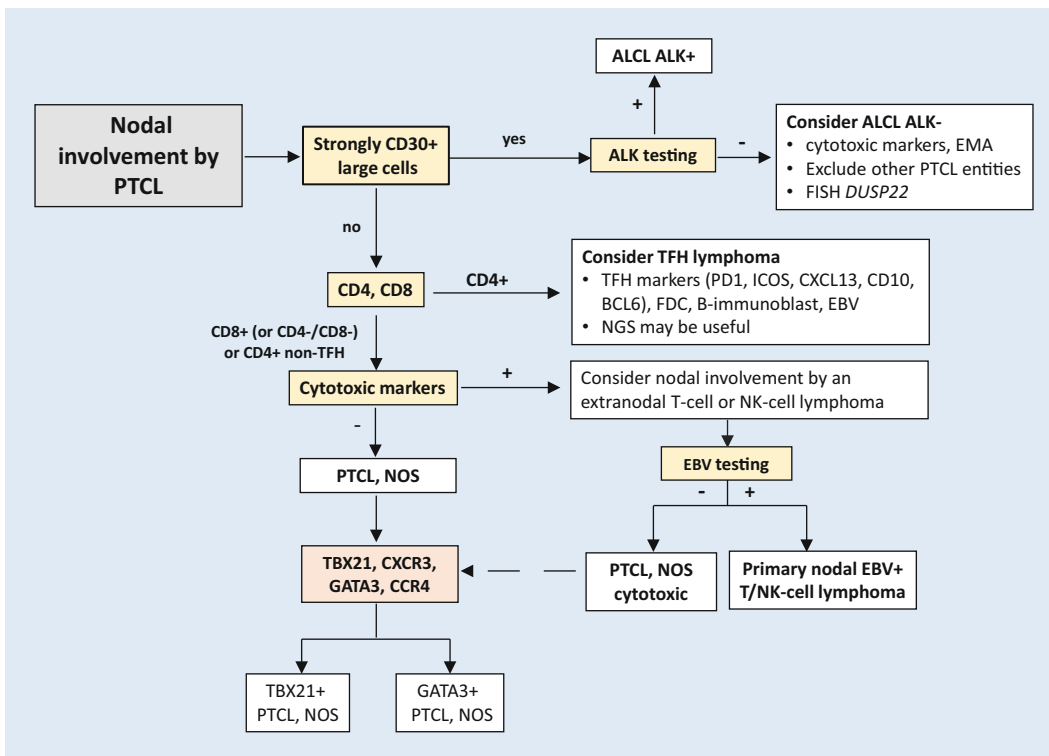 ALCL ALK+
+
Nodal
involvement by
PTCL
Strongly CD30+
large cells
yes
ALK testing
-
Consider ALCL ALK-
• cytotoxic markers, EMA
• Exclude other PTCL entities
• FISH DUSP22
no
CD4, CD8
CD4+
Consider TFH lymphoma
• TFH markers (PD1, ICOS, CXCL13, CD10,
BCL6), FDC, B-immunoblast, EBV
• NGS may be useful
CD8+ (or CD4-/CD8-)
or CD4+ non-TFH
Cytotoxic markers
+
Consider nodal involvement by an
extranodal T-cell or NK-cell lymphoma
-
EBV testing
- +
PTCL, NOS
TBX21, CXCR3,
GATA3, CCR4
PTCL, NOS
cytotoxic
Primary nodal EBV+
T/NK-cell lymphoma
TBX21+
PTCL, NOS
GATA3+
PTCL, NOS